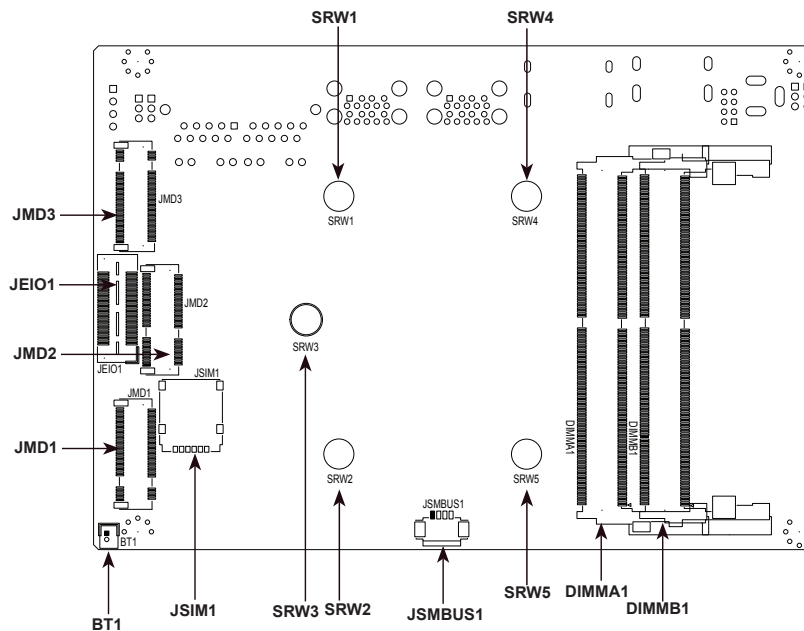 SRW1 SRW4
JMD3
JMD3
SRW1 SRW4
JEIO1
JMD2
SRW3
JMD2
JEIO1
JSIM1
JMD1
JMD1
DIMMA1
DIMMB1
SRW2 SRW5
JSMBUS1
BT1
BT1
JSIM1
SRW3 SRW2
JSMBUS1
SRW5
DIMMA1
DIMMB1